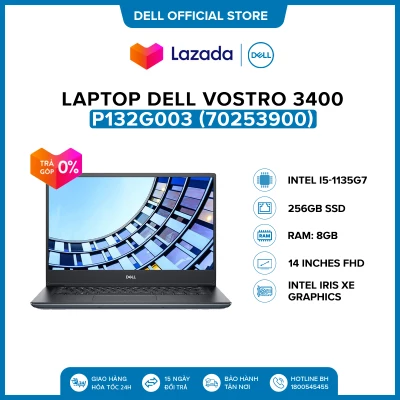 DELL OFFICIAL STORE
Lazada
DELL
LAPTOP DELL VOSTRO 3400
P132G003 (70253900)
TRẢ GÓP 0%
INTEL I5-1135G7
256GB SSD
RAM
RAM: 8GB
14 INCHES FHD
INTEL IRIS XE
GRAPHICS
DELL
GIAO HÀNG
HỎA TỐC 24H
15 NGÀY
ĐỔI TRẢ
BẢO HÀNH
TẬN NƠI
HOTLINE BH
1800545455